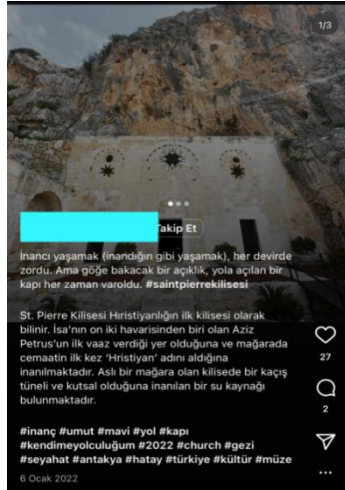 1/3
Takip Et
İnancı yaşamak (inandığın gibi yaşamak), her devirde
zordu. Ama göğe bakacak bir açıklık, yola açılan bir
kapı her zaman varoldu. #saintpierrekilisesi
St. Pierre Kilisesi Hıristiyanlığın ilk kilisesi olarak
bilinir. İsa'nın on iki havarisinden biri olan Aziz
Petrus'un ilk vaaz verdiği yer olduğuna ve mağarada
cemaatin ilk kez 'Hristiyan' adını aldığına
inanılmaktadır. Aslı bir mağara olan kilisede bir kaçış
tüneli ve kutsal olduğuna inanılan bir su kaynağı
bulunmaktadır.
#inanç #umut #mavi #yol #kapı
#kendimeyolculuğum #2022 #church #gezi
#seyahat #antakya #hatay #türkiye #kültür #müze
6 Ocak 2022
27
2